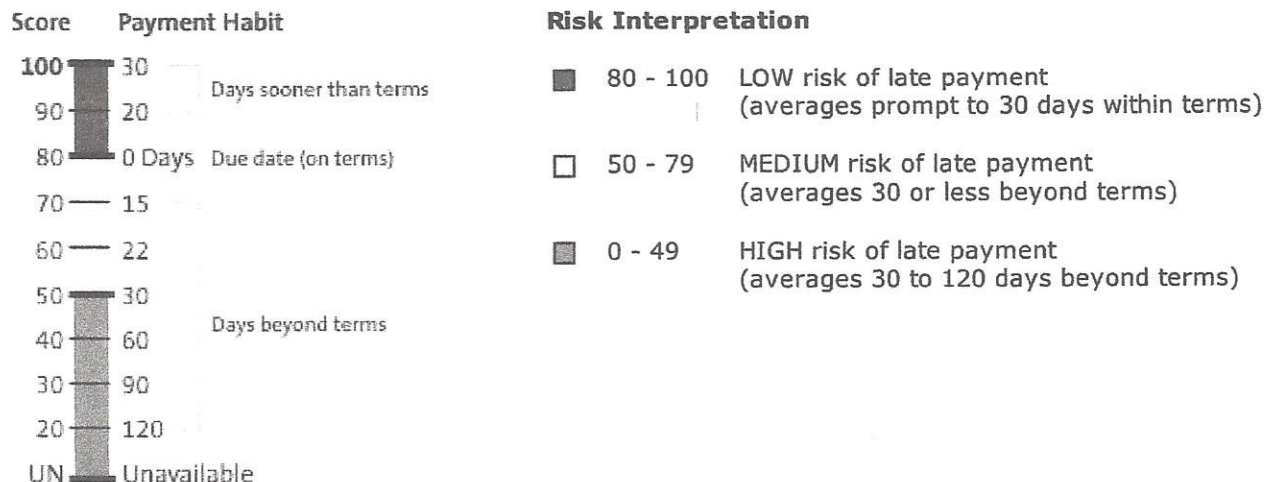 Score Payment Habit
100 30
Days sooner than terms
90 20
80 0 Days Due date (on terms)
70 15
60 22
50 30
Days beyond terms
40 60
30 90
20 120
UN Unavailable
Risk Interpretation
80 - 100 LOW risk of late payment
(averages prompt to 30 days within terms)
50 - 79 MEDIUM risk of late payment
(averages 30 or less beyond terms)
0 - 49 HIGH risk of late payment
(averages 30 to 120 days beyond terms)